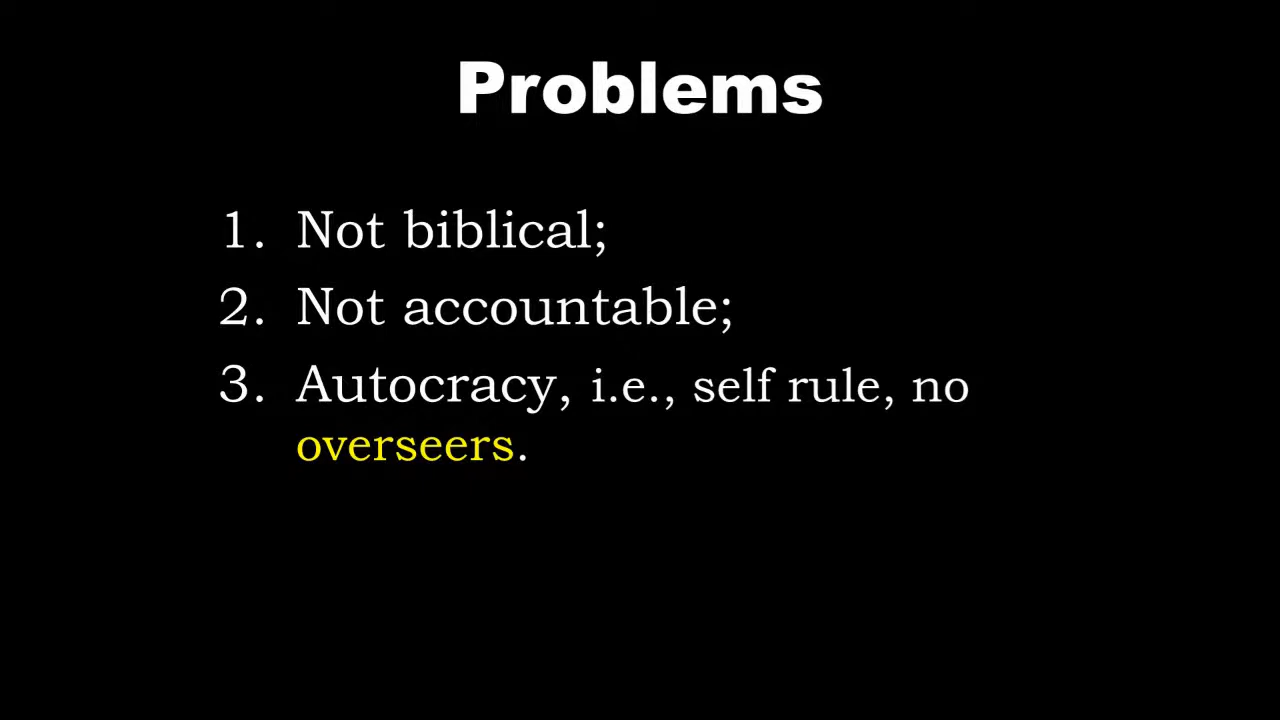 Problems
1. Not biblical;
2. Not accountable;
3. Autocracy, i.e., self rule, no
overseers.